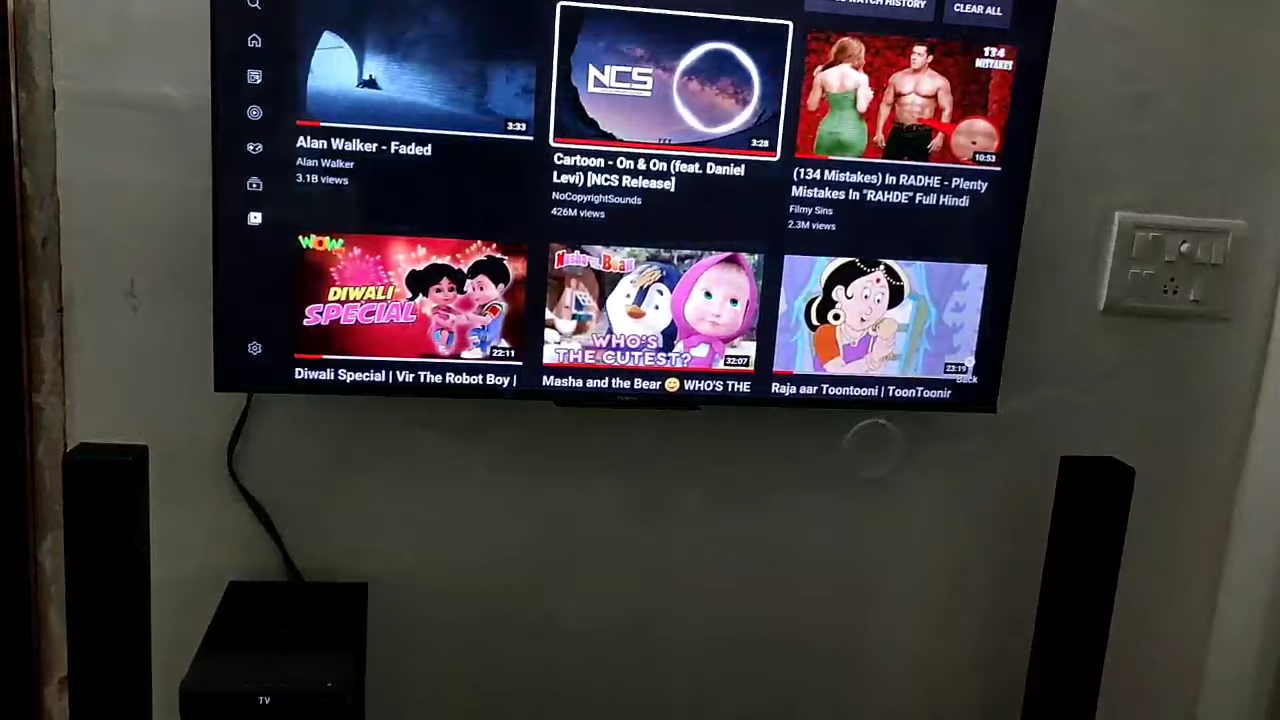 WATCH HISTORY
CLEAR ALL
3:33
Alan Walker - Faded
Alan Walker
3.1B views
NCS
3:28
Cartoon - On & On (feat. Daniel
Levi) [NCS Release]
NoCopyrightSounds
426M views
134
MISTAKES
10:53
(134 Mistakes) In RADHE - Plenty
Mistakes In "RAHDE" Full Hindi
Filmy Sins
2.3M views
WOW
DIWALI
SPECIAL
22:11
Diwali Special | Vir The Robot Boy |
Masha and the Bear
WHO'S
THE CUTEST?
32:07
Masha and the Bear 😄 WHO'S THE
23:19
Back
Raja aar Toontooni | ToonToonir
TV